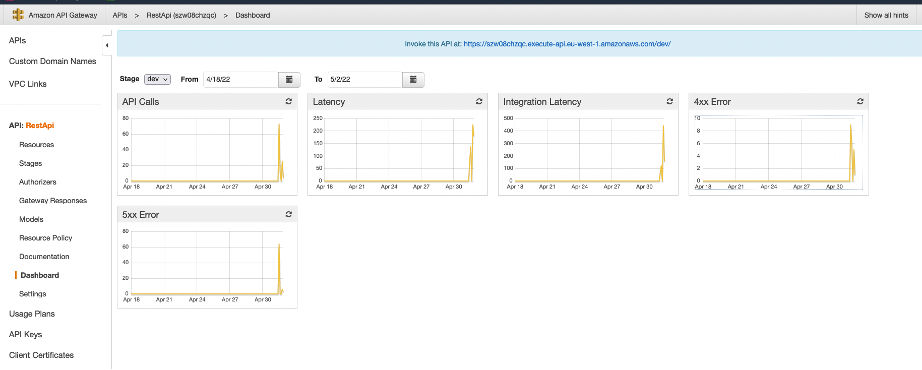 Amazon API Gateway APIs > RestApi (szw08chzqc) > Dashboard Show all hints
APIs
Custom Domain Names
VPC Links
API: RestApi
Resources
Stages
Authorizers
Gateway Responses
Models
Resource Policy
Documentation
Dashboard
Settings
Usage Plans
API Keys
Client Certificates
Invoke this API at: https://szw08chzqc.execute-api.eu-west-1.amazonaws.com/dev/
Stage dev From 4/18/22 To 5/2/22
API Calls
80
60
40
20
0
Apr 18 Apr 21 Apr 24 Apr 27 Apr 30
Latency
250
200
150
100
50
0
Apr 18 Apr 21 Apr 24 Apr 27 Apr 30
Integration Latency
500
400
300
200
100
0
Apr 18 Apr 21 Apr 24 Apr 27 Apr 30
4xx Error
10
8
6
4
2
0
Apr 18 Apr 21 Apr 24 Apr 27 Apr 30
5xx Error
80
60
40
20
0
Apr 18 Apr 21 Apr 24 Apr 27 Apr 30